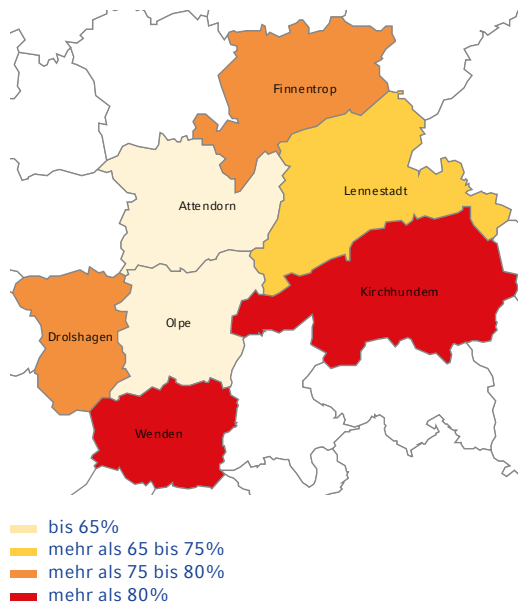 Finnentrop
Lennestadt
Attendorn
Kirchhundem
Olpe
Drolshagen
Wenden
bis 65%
mehr als 65 bis 75%
mehr als 75 bis 80%
mehr als 80%